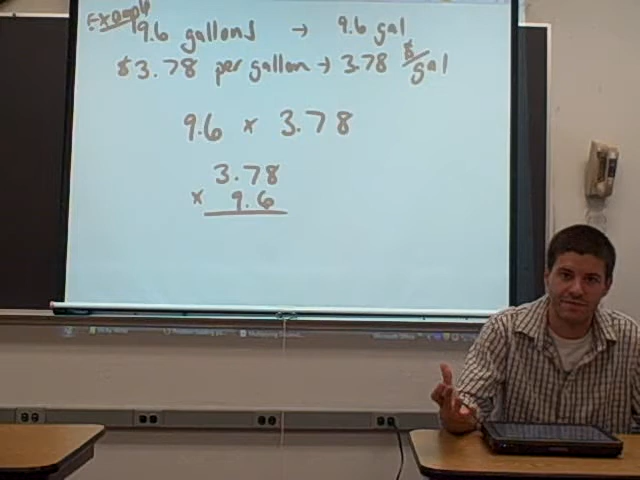 Example
9.6 gallons → 9.6 gal
$3.78 per gallon → 3.78 $/gal
9.6 x 3.78
3.78
x 9.6